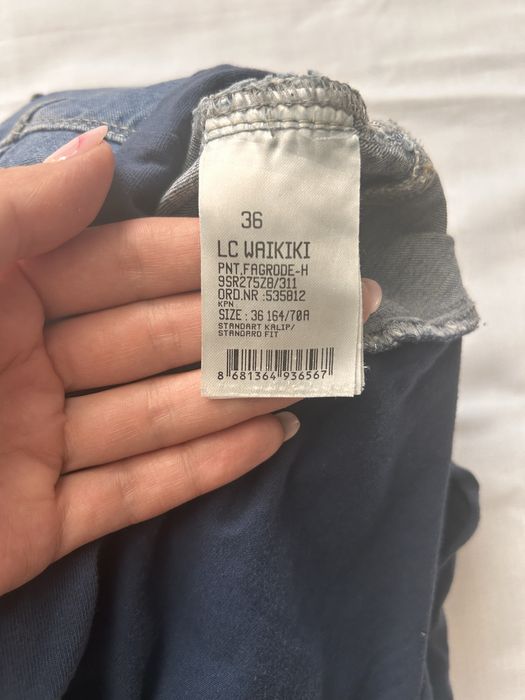 36
LC WAIKIKI
PNT.FAGRODE-H
9SR275Z8/311
ORD.NR :535812
KPN
SIZE : 36 164/70A
STANDART KALIP/
STANDARD FIT
8 681364 936567